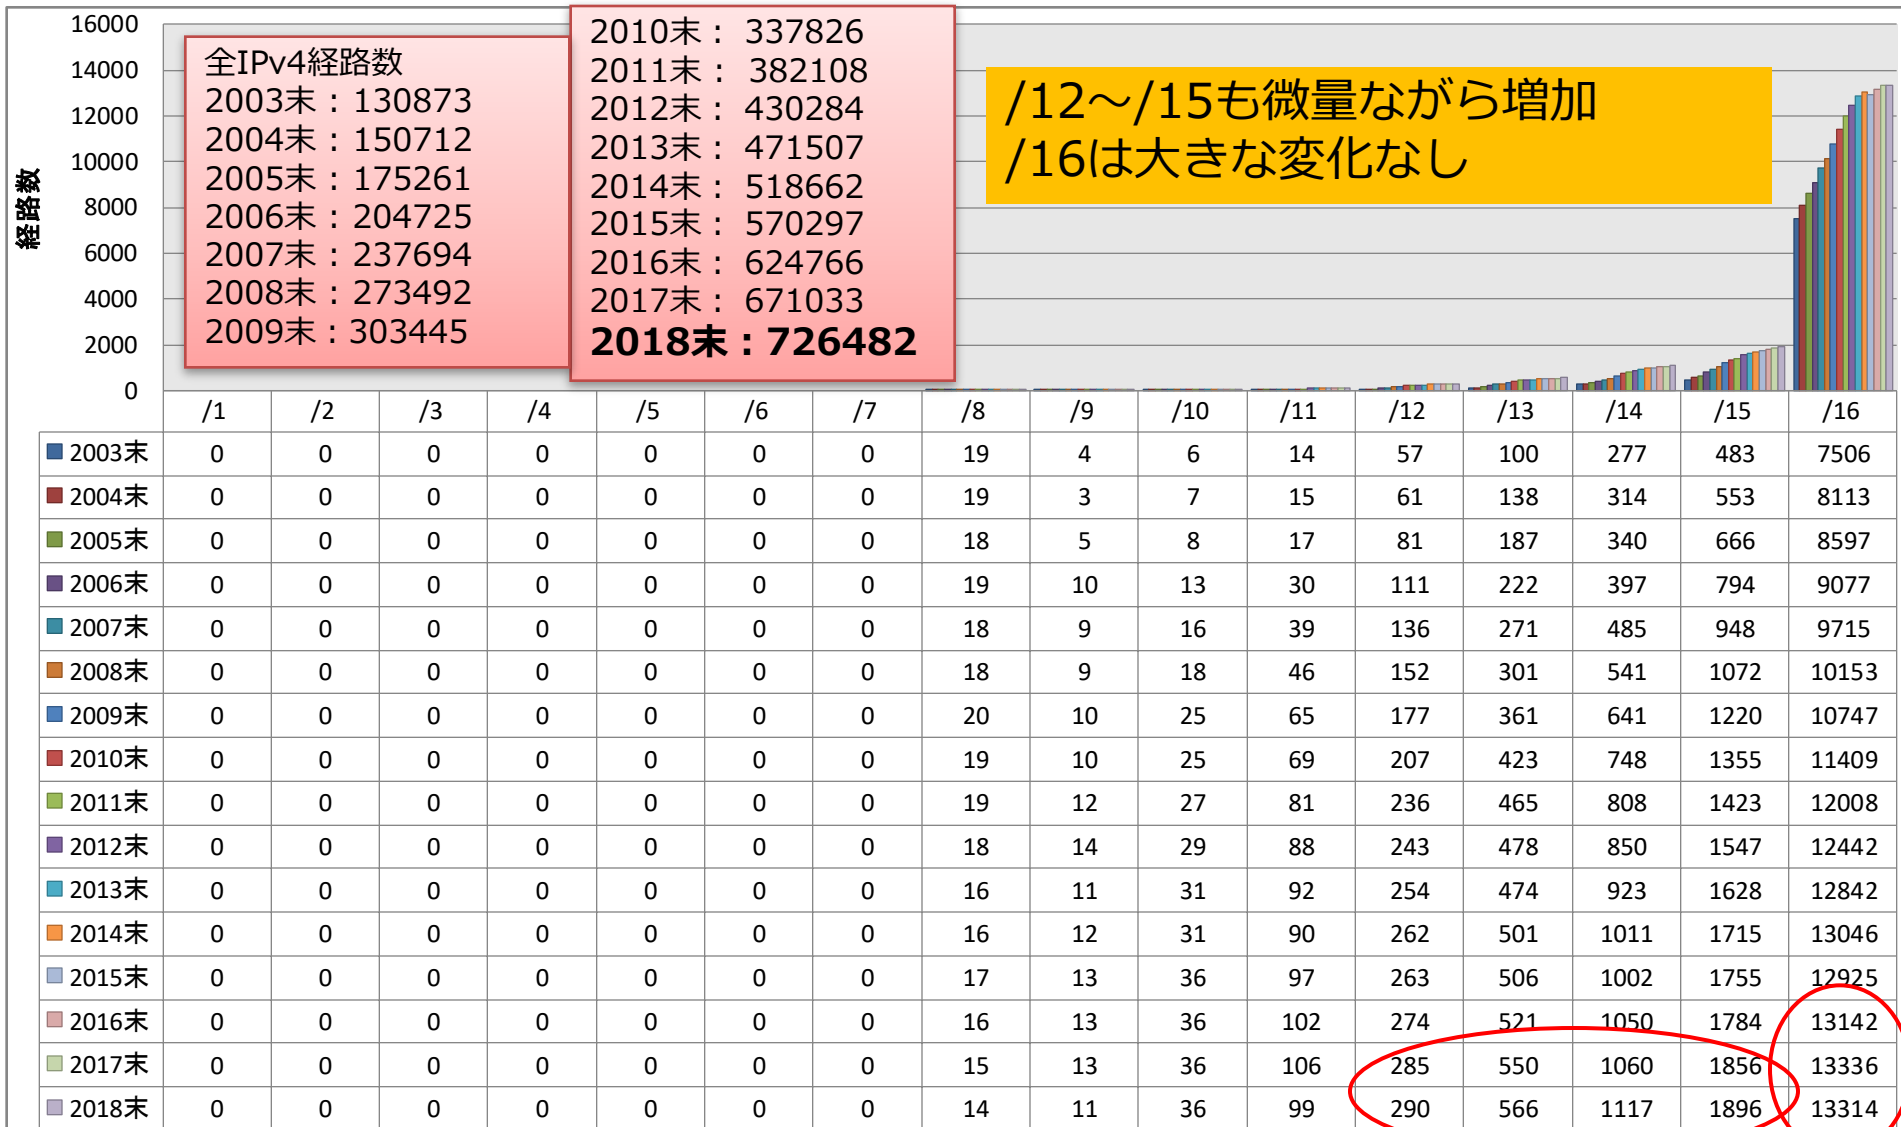 16000
14000
12000
10000
8000
6000
4000
2000
0
経路数
全IPv4経路数
2003末：130873
2004末：150712
2005末：175261
2006末：204725
2007末：237694
2008末：273492
2009末：303445
2010末： 337826
2011末： 382108
2012末： 430284
2013末： 471507
2014末： 518662
2015末： 570297
2016末： 624766
2017末： 671033
2018末：726482
/12～/15も微量ながら増加
/16は大きな変化なし
/1 /2 /3 /4 /5 /6 /7 /8 /9 /10 /11 /12 /13 /14 /15 /16
2003末 0 0 0 0 0 0 0 19 4 6 14 57 100 277 483 7506
2004末 0 0 0 0 0 0 0 19 3 7 15 61 138 314 553 8113
2005末 0 0 0 0 0 0 0 18 5 8 17 81 187 340 666 8597
2006末 0 0 0 0 0 0 0 19 10 13 30 111 222 397 794 9077
2007末 0 0 0 0 0 0 0 18 9 16 39 136 271 485 948 9715
2008末 0 0 0 0 0 0 0 18 9 18 46 152 301 541 1072 10153
2009末 0 0 0 0 0 0 0 20 10 25 65 177 361 641 1220 10747
2010末 0 0 0 0 0 0 0 19 10 25 69 207 423 748 1355 11409
2011末 0 0 0 0 0 0 0 19 12 27 81 236 465 808 1423 12008
2012末 0 0 0 0 0 0 0 18 14 29 88 243 478 850 1547 12442
2013末 0 0 0 0 0 0 0 16 11 31 92 254 474 923 1628 12842
2014末 0 0 0 0 0 0 0 16 12 31 90 262 501 1011 1715 13046
2015末 0 0 0 0 0 0 0 17 13 36 97 263 506 1002 1755 12925
2016末 0 0 0 0 0 0 0 16 13 36 102 274 521 1050 1784 13142
2017末 0 0 0 0 0 0 0 15 13 36 106 285 550 1060 1856 13336
2018末 0 0 0 0 0 0 0 14 11 36 99 290 566 1117 1896 13314